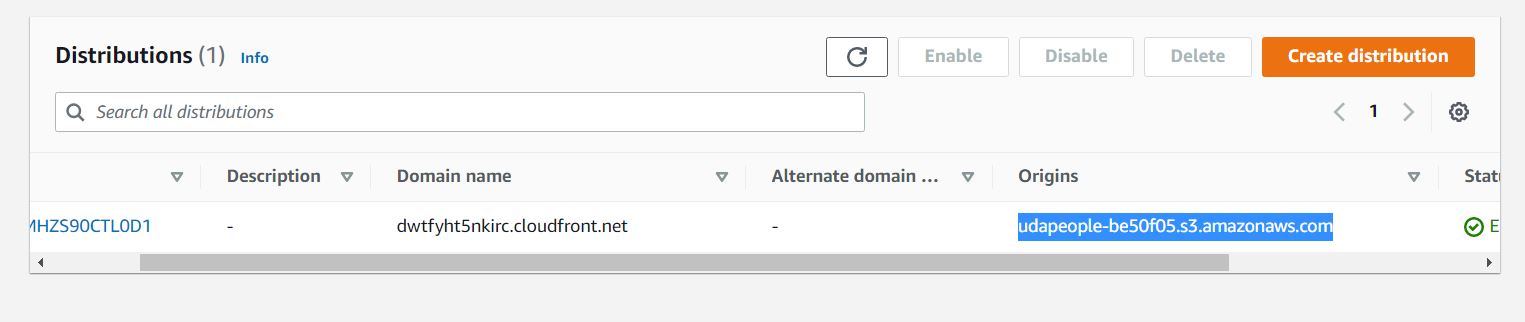 Distributions (1) Info
Enable
Disable
Delete
Create distribution
Search all distributions
1
Description
Domain name
Alternate domain ...
Origins
MHZS90CTL0D1
-
dwtfyht5nkirc.cloudfront.net
-
udapeople-be50f05.s3.amazonaws.com